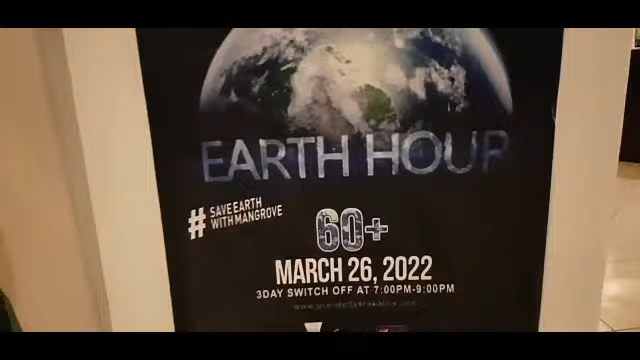 EARTH HOUR
# SAVE EARTH
WITH MANGROVE
60+
MARCH 26, 2022
3DAY SWITCH OFF AT 7:00PM-9:00PM